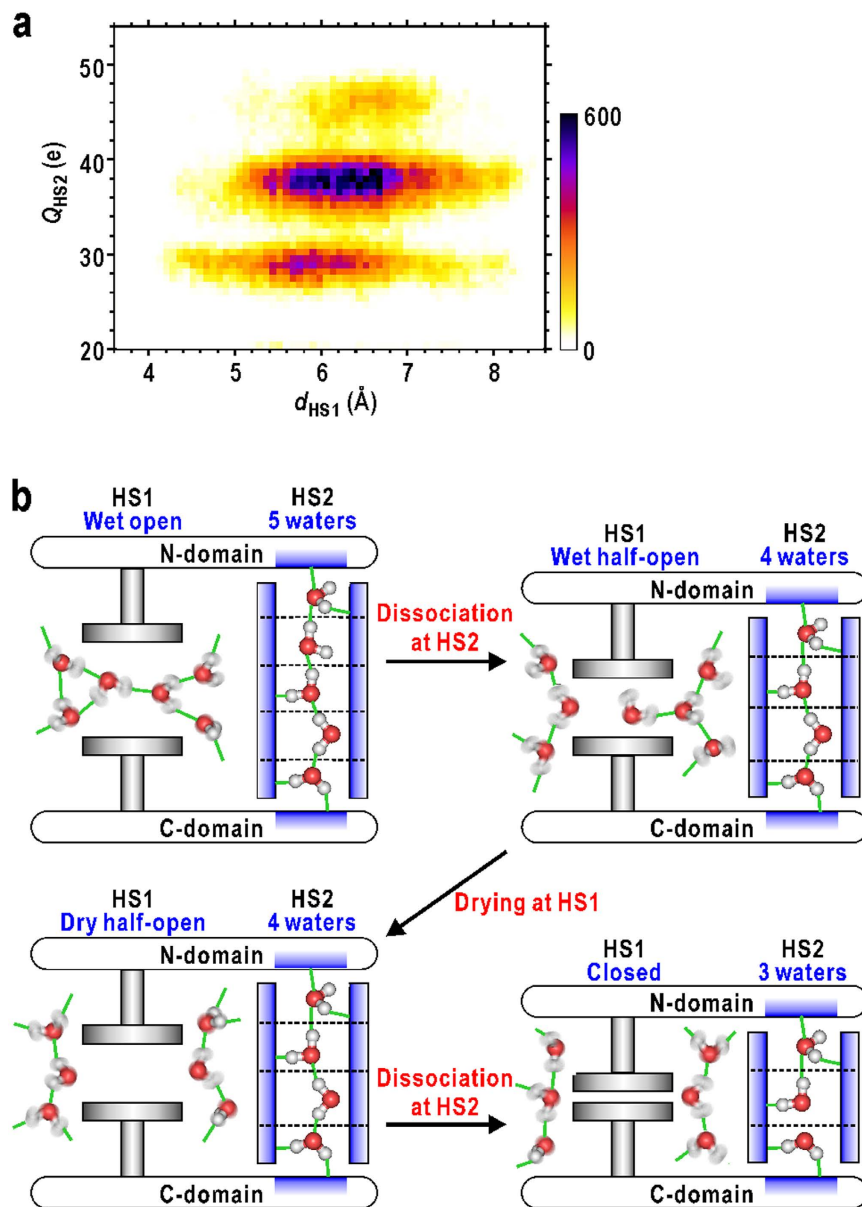 a
50
40
30
20
Q_HS2 (e)
4 5 6 7 8
d_HS1 (Å)
600
0
b
HS1
Wet open
HS2
5 waters
N-domain
C-domain
Dissociation
at HS2
HS1
Wet half-open
HS2
4 waters
N-domain
C-domain
Drying at HS1
HS1
Dry half-open
HS2
4 waters
N-domain
C-domain
Dissociation
at HS2
HS1
Closed
HS2
3 waters
N-domain
C-domain